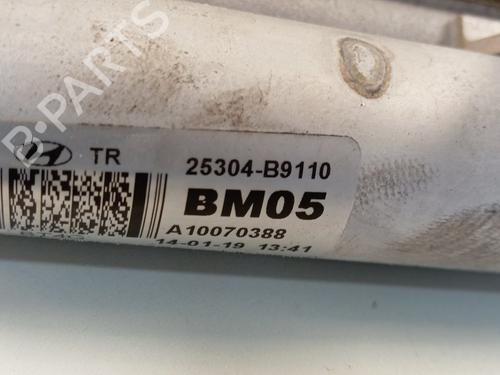 B-PARTS
TR 25304-B9110
BM05
A10070388
14-01-19 13:41